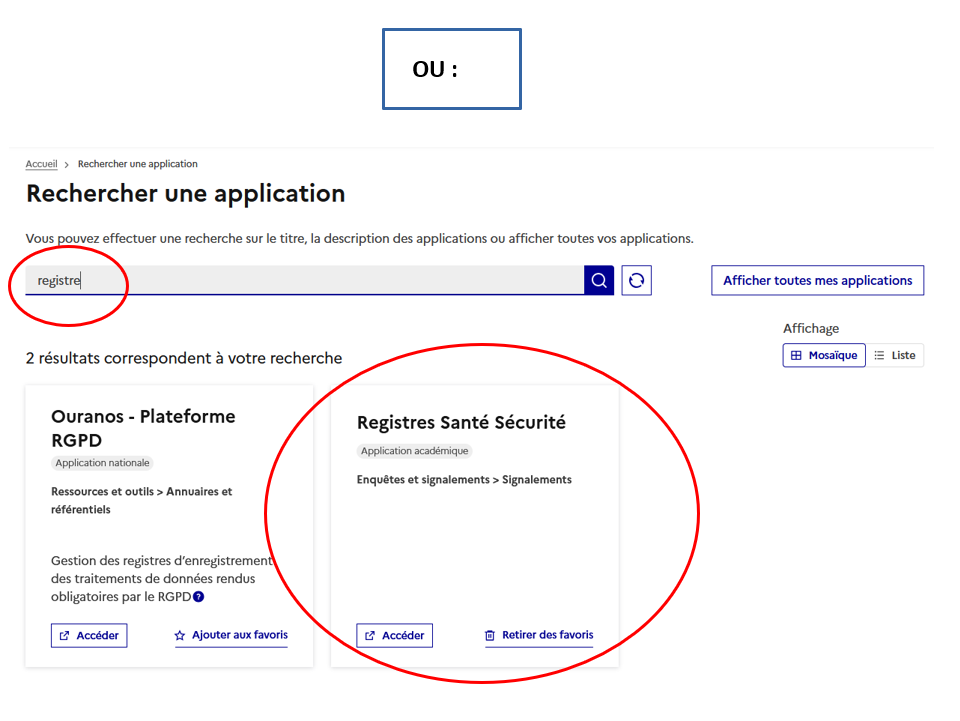 OU :
Accueil > Rechercher une application
Rechercher une application
Vous pouvez effectuer une recherche sur le titre, la description des applications ou afficher toutes vos applications.
registre
Afficher toutes mes applications
Affichage
Mosaïque
Liste
2 résultats correspondent à votre recherche
Ouranos - Plateforme
RGPD
Application nationale
Ressources et outils > Annuaires et
référentiels
Gestion des registres d'enregistrement
des traitements de données rendus
obligatoires par le RGPD ?
Accéder
Ajouter aux favoris
Registres Santé Sécurité
Application académique
Enquêtes et signalements > Signalements
Accéder
Retirer des favoris